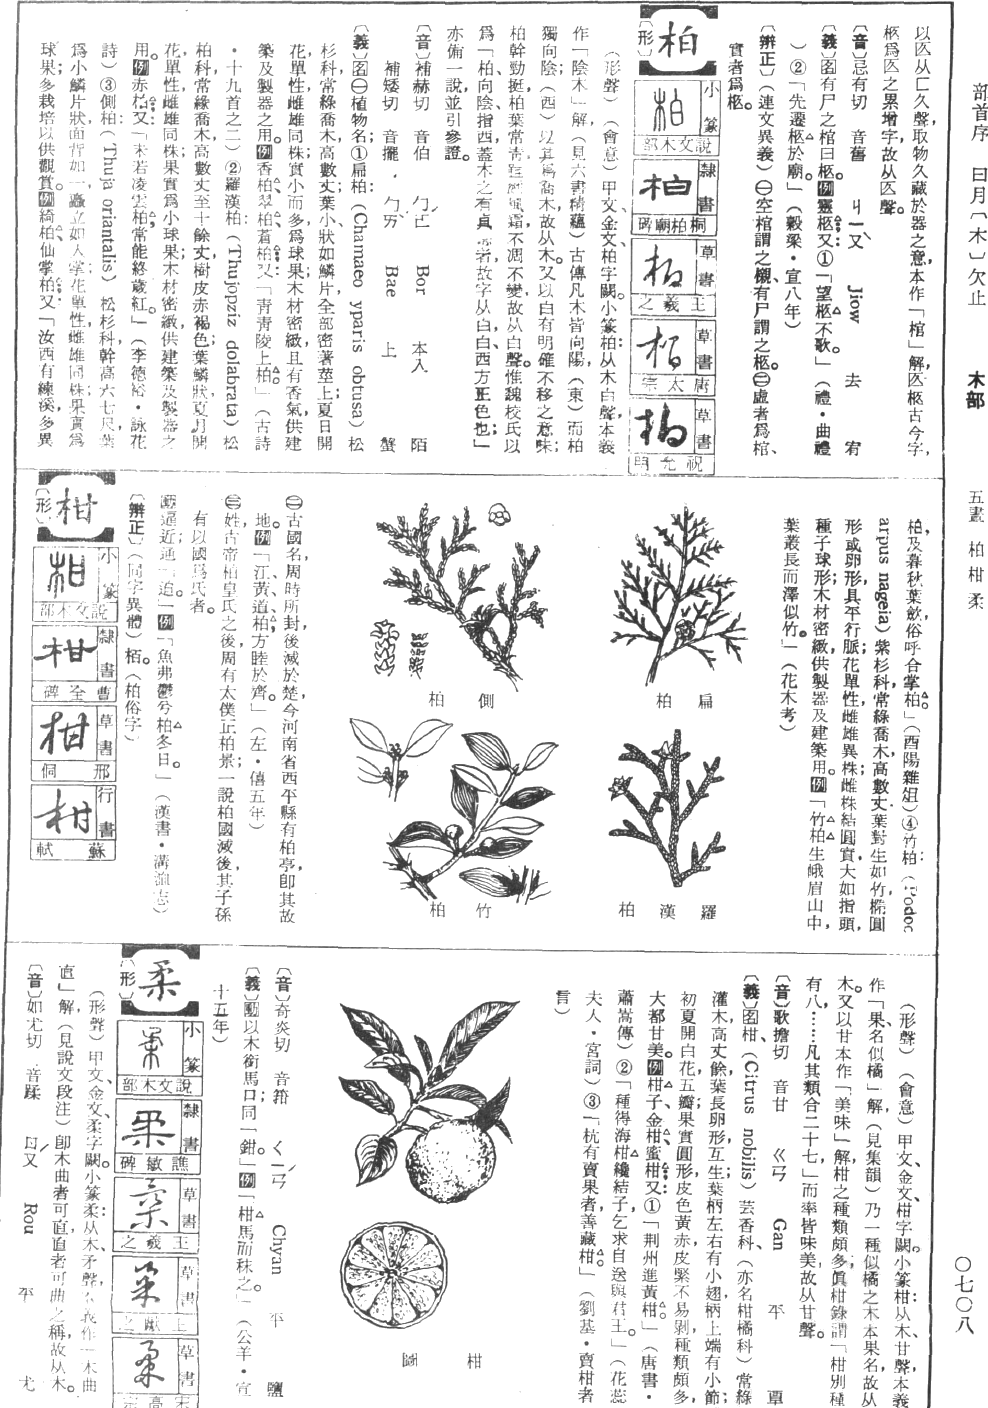 部首序　曰月〔木〕欠止　木部　五畫　柏柑柔　〇七〇八
以匛从匚久聲，取物久藏於器之意，本作「棺」解，匛柩古今字，
柩爲匛之累增字，故从匛聲。
〔音〕忌有切　音舊　ㄐㄧㄡˋ　Jiow　去　宥
〔義〕名有尸之棺曰柩。例靈柩，又：①「望柩不歌。」（禮・曲禮
）②「先遷柩於廟。」（穀梁・宣八年）
〔辨正〕（連文異義）㊀空棺謂之櫬，有尸謂之柩。㊁虛者爲棺、
實者爲柩。
柏
〔形〕
小篆　說文木部
隸書　桐柏廟碑
草書　王羲之
草書　唐太宗
草書　祝允明
（形聲）（會意）甲文、金文、柏字闕。小篆柏：从木、白聲，本義
作「陰木」解（見六書精蘊）古傳凡木皆向陽（東）而柏
獨向陰（西）以其爲喬木，故从木。又以白有明確不移之意味；
柏幹勁挺，柏葉常青，經風霜不凋不變，故从白聲。惟魏校氏以
爲「柏向陰指西，蓋木之有貞　者，故字从白、白、西方正色也」
亦備一說，並引參證。
〔音〕補赫切　音伯　ㄅㄛˊ　Bor　本入　陌
補矮切　音擺　ㄅㄞ　Bae　上　蟹
〔義〕名㊀植物名：①扁柏：（Chamaeo yparis obtusa）松
杉科，常綠喬木，高數丈，葉小，狀如鱗片，全部密著莖上；夏日開
花，單性，雌雄同株；實小而多，爲球果；木材密緻，且有香氣，供建
築及製器之用。例香柏、翠柏、蒼柏，又：「青青陵上柏。」（古詩
・十九首之二）②羅漢柏：（Thujopziz dolabrata）松
柏科，常綠喬木，高數丈至十餘丈，樹皮赤褐色，葉鱗狀，夏月開
花，單性，雌雄同株，果實爲小球果，木材密緻，供建築及製器之
用。例赤柏，又：「未若凌雲柏，常能終歲紅。」（李德裕・詠花
詩）③側柏：（Thuja oriantalis）松杉科，幹高六七尺，葉
爲小鱗片狀，面背如一，矗立如人掌，花單性，雌雄同株，果實爲
球果；多栽培以供觀賞。例綺柏、仙掌柏，又：「汝西有練溪，多異
柏，及暮秋葉斂，俗呼合掌柏。」（酉陽雜俎）④竹柏：（Podoc
arpus nageia）紫杉科，常綠喬木，高數丈，葉對生，如竹，橢圓
形或卵形，具平行脈，花單性，雌雄異株；雌株結圓實，大如指頭，
種子球形；木材密緻，供製器及建築用。例「竹柏生峨眉山中，
葉叢長而澤似竹。」（花木考）
扁柏
羅漢柏
側柏
竹柏
㊁古國名，周時所封，後滅於楚，今河南省西平縣有柏亭，卽其故
地。例「江、黃、道、柏、方睦於齊。」（左・僖五年）
㊂姓，古帝柏皇氏之後；周有太僕正柏景；一說柏國滅後，其子孫
有以國爲氏者。
動逼近，通「迫」例「魚弗鬱兮柏冬日。」（漢書・溝洫志）
〔辨正〕（同字異體）栢。（柏俗字）
柑
〔形〕
小篆　說文木部
隸書　曹全碑
草書　邢侗
行書　蘇軾
（形聲）（會意）甲文、金文、柑字闕。小篆柑：从木、甘聲，本義
作「果名，似橘」解（見集韻）乃一種似橘之木本果名，故从
木。又以甘本作「美味」解，柑之種類頗多，眞柑錄謂「柑別種
有八，……凡其類合二十七」而率皆味美，故从甘聲。
〔音〕歌擔切　音甘　ㄍㄢ　Gan　平　覃
〔義〕名柑：（Citrus nobilis）芸香科，（亦名柑橘科）常綠
灌木，高丈餘，葉長卵形，互生，葉柄左右有小翅，柄上端有小節；
初夏開白花，五瓣，果實圓形，皮色黃赤，皮緊不易剝，種類頗多，
大都甘美。例柑子、金柑、蜜柑，又：①「荊州進黃柑。」（唐書・
蕭嵩傳）②「種得海柑纔結子，乞求自送與君王。」（花蕊
夫人・宮詞）③「杭有賣果者，善藏柑。」（劉基・賣柑者
言）
柑圖
〔音〕奇炎切　音箝　ㄑㄧㄢˊ　Chyan　平　鹽
〔義〕動以木銜馬口；同「鉗。」例「柑馬而秣之。」（公羊・宣
十五年）
柔
〔形〕
小篆　說文木部
隸書　譙敏碑
草書　王羲之
草書　王獻之
草書　宋高宗
（形聲）甲文、金文、柔字闕。小篆柔：从木、矛聲，本義作「木曲
直」解（見說文段注）卽木曲者可直，直者可曲之稱，故从木。
〔音〕如尤切　音蹂　ㄖㄡˊ　Rou　平　尤